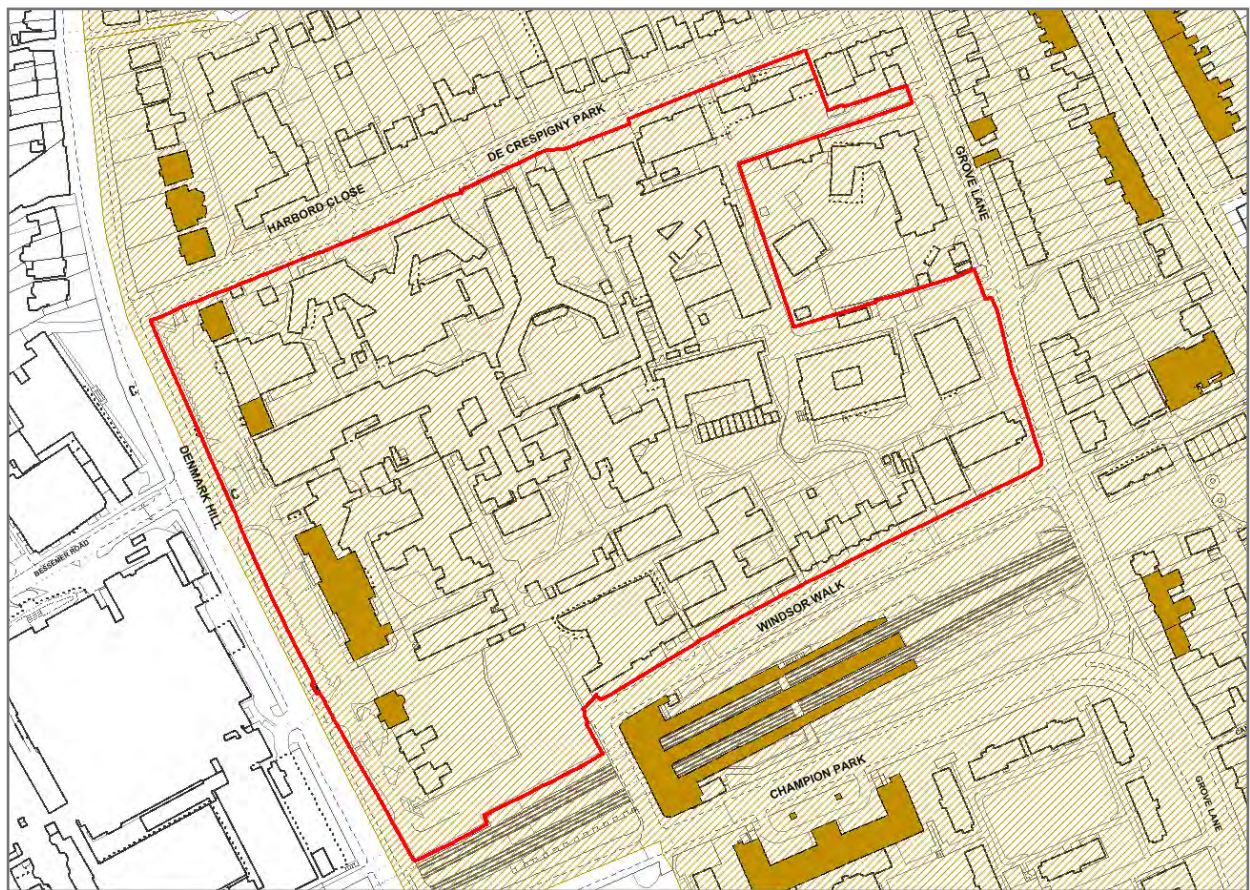 DE CRESPIGNY PARK
HARBORD CLOSE
GROVE LANE
DENMARK HILL
BESSEMER ROAD
WINDSOR WALK
CHAMPION PARK
GROVE LANE